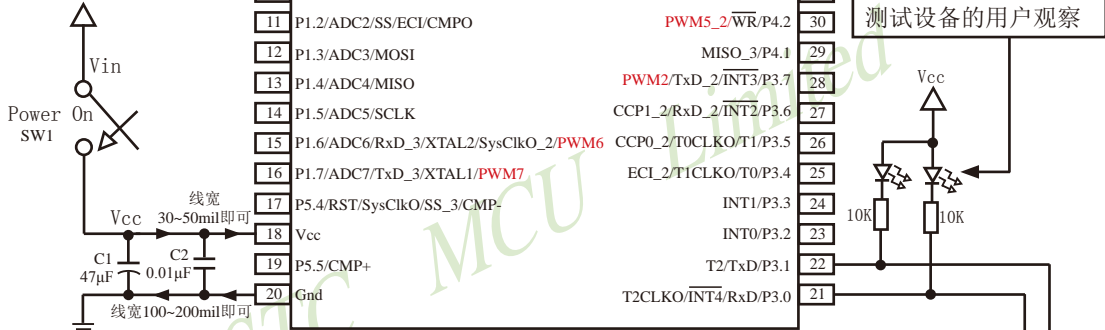 测试设备的用户观察
11 P1.2/ADC2/SS/ECI/CMPO
PWM5_2/WR/P4.2 30
12 P1.3/ADC3/MOSI
MISO_3/P4.1 29
Vin
13 P1.4/ADC4/MISO
PWM2/TxD_2/INT3/P3.7 28
Vcc
Power On
SW1
14 P1.5/ADC5/SCLK
CCP1_2/RxD_2/INT2/P3.6 27
15 P1.6/ADC6/RxD_3/XTAL2/SysClkO_2/PWM6
CCP0_2/T0CLKO/T1/P3.5 26
16 P1.7/ADC7/TxD_3/XTAL1/PWM7
ECI_2/T1CLKO/T0/P3.4 25
线宽
30~50mil即可
17 P5.4/RST/SysClkO/SS_3/CMP-
INT1/P3.3 24
10K
10K
Vcc
18 Vcc
INT0/P3.2 23
C1
47μF
C2
0.01μF
19 P5.5/CMP+
T2/TxD/P3.1 22
20 Gnd
T2CLKO/INT4/RxD/P3.0 21
线宽100~200mil即可
STC MCU Limited